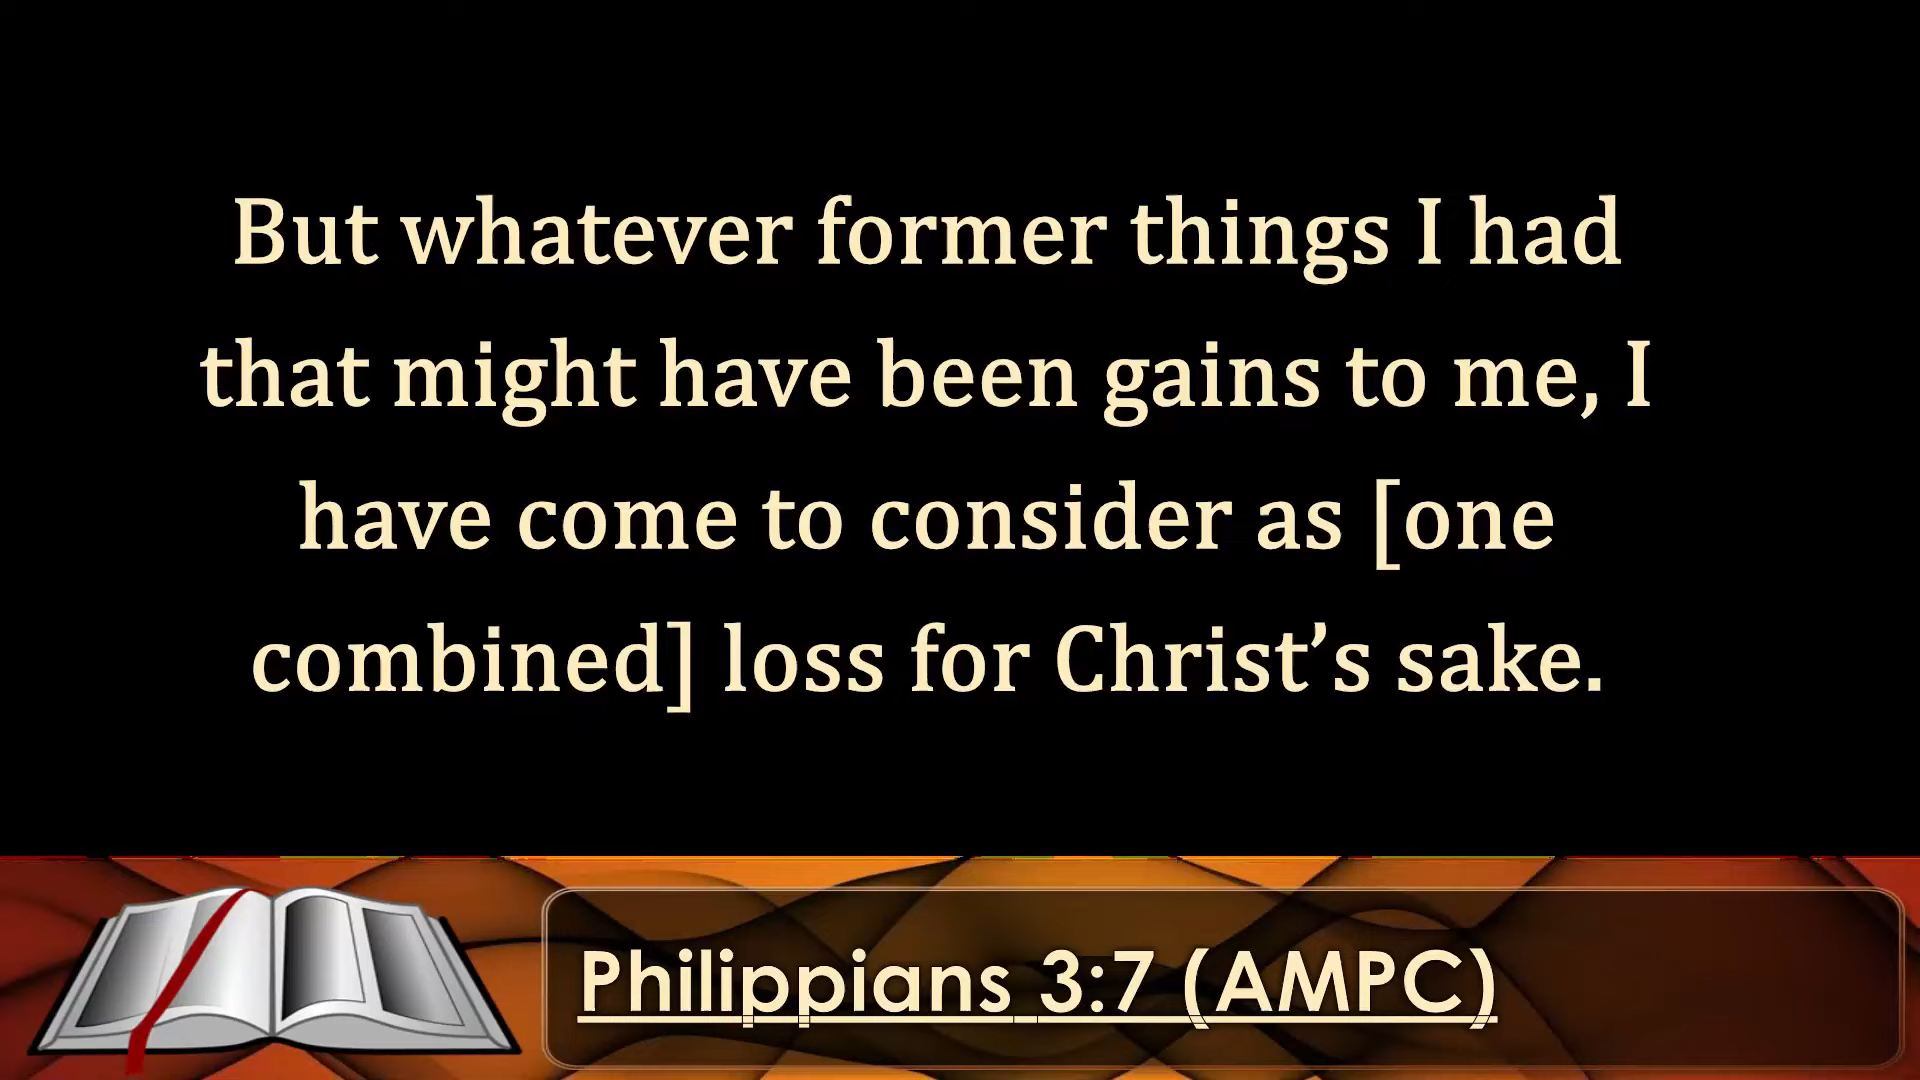 But whatever former things I had
that might have been gains to me, I
have come to consider as [one
combined] loss for Christ’s sake.
Philippians 3:7 (AMPC)